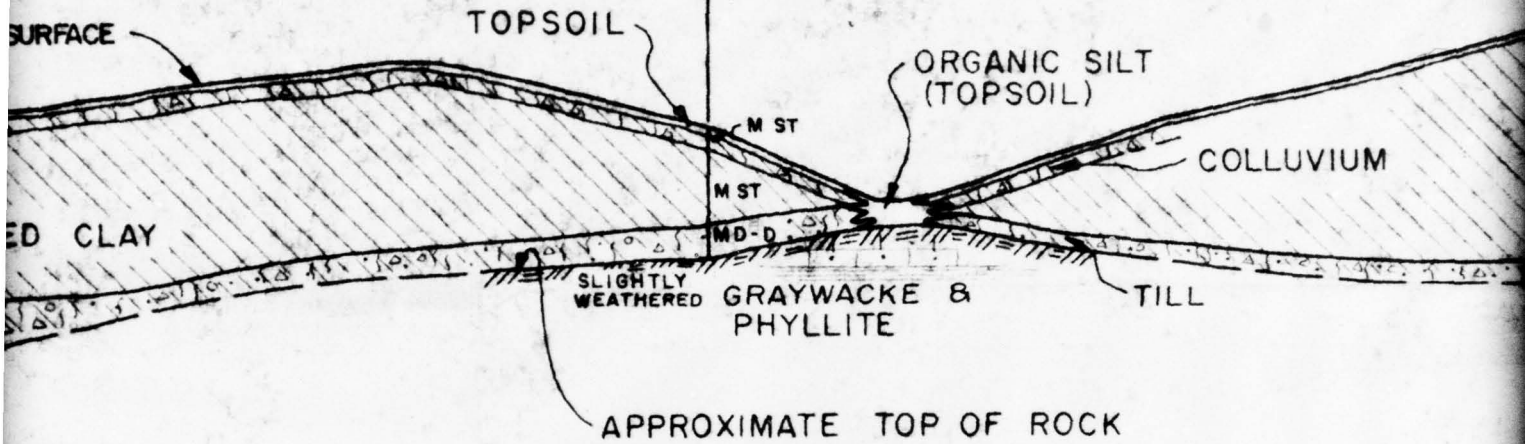 TOPSOIL
SURFACE
ORGANIC SILT
(TOPSOIL)
M ST
COLLUVIUM
M ST
CLAY
MD-D
SLIGHTLY
WEATHERED
GRAYWACKE &
PHYLLITE
TILL
APPROXIMATE TOP OF ROCK